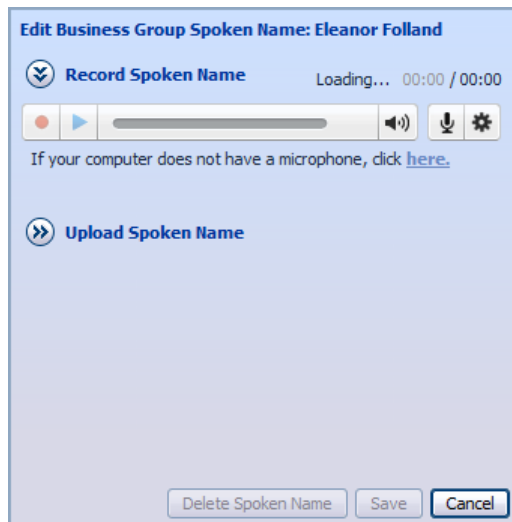 Edit Business Group Spoken Name: Eleanor Folland
Record Spoken Name Loading... 00:00 / 00:00
If your computer does not have a microphone, click here.
Upload Spoken Name
Delete Spoken Name Save Cancel